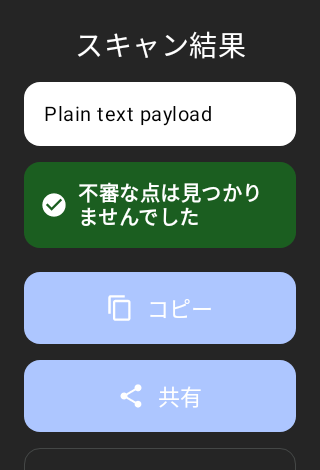 スキャン結果
Plain text payload
不審な点は見つかり
ませんでした
コピー
共有